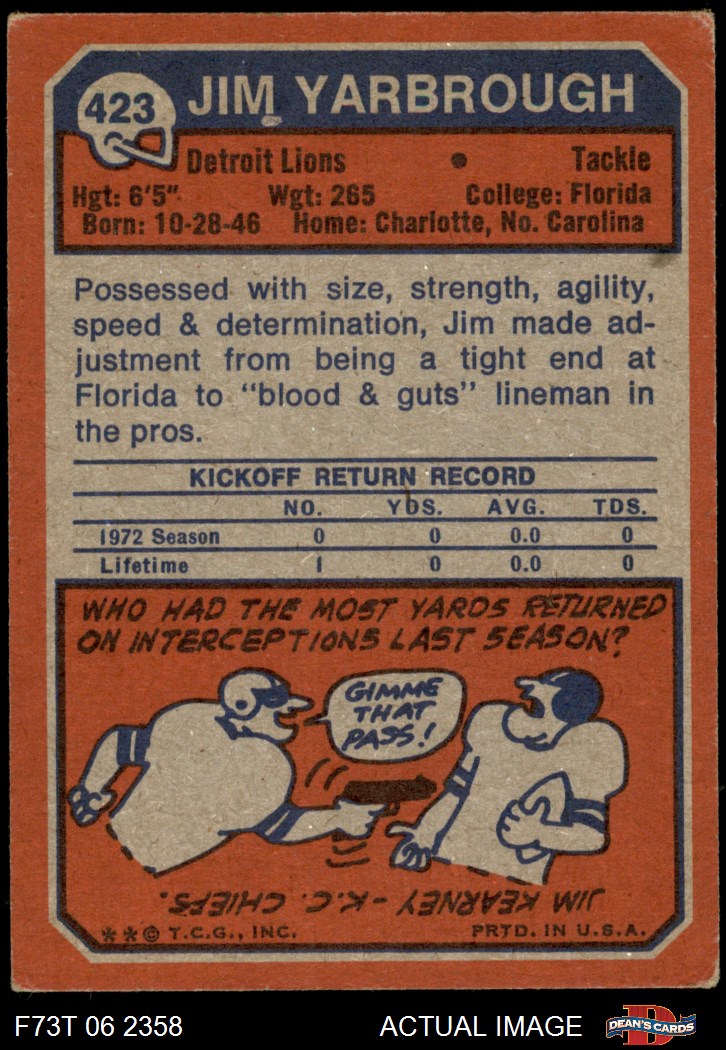 423
JIM YARBROUGH
Detroit Lions • Tackle
Hgt: 6'5" Wgt: 265 College: Florida
Born: 10-28-46 Home: Charlotte, No. Carolina
Possessed with size, strength, agility,
speed & determination, Jim made ad-
justment from being a tight end at
Florida to "blood & guts" lineman in
the pros.
KICKOFF RETURN RECORD
NO. YDS. AVG. TDS.
1972 Season 0 0 0.0 0
Lifetime 1 0 0.0 0
WHO HAD THE MOST YARDS RETURNED
ON INTERCEPTIONS LAST SEASON?
GIMME
THAT
PASS!
JIM KEARNEY - K.C. CHIEFS.
**© T.C.G., INC. PRTD. IN U.S.A.
F73T 06 2358 ACTUAL IMAGE D DEAN'S CARDS